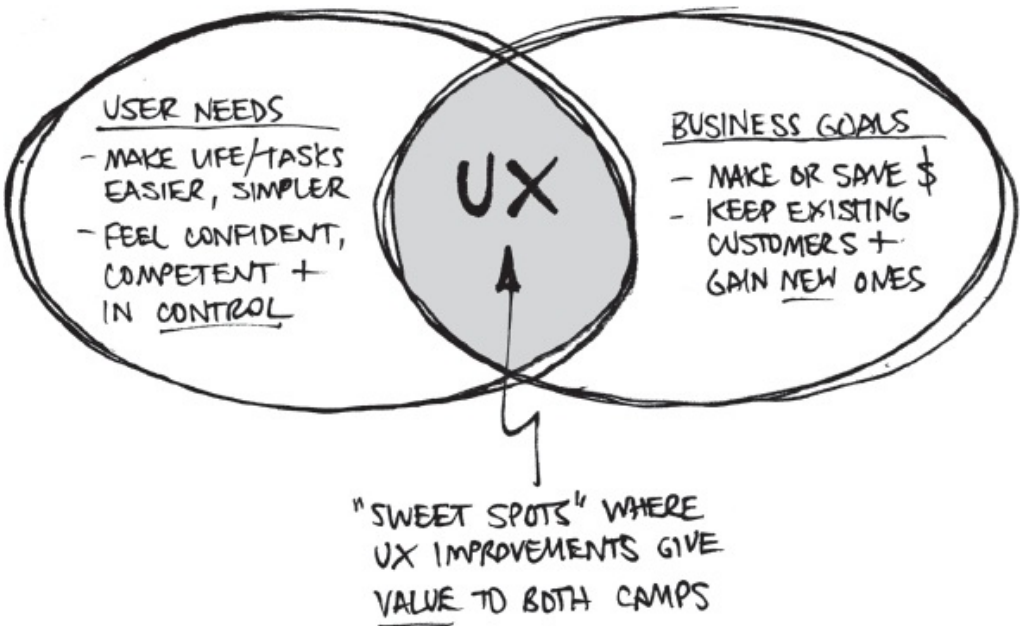 USER NEEDS
- MAKE LIFE/TASKS
EASIER, SIMPLER
- FEEL CONFIDENT,
COMPETENT +
IN CONTROL
UX
BUSINESS GOALS
- MAKE OR SAVE $
- KEEP EXISTING
CUSTOMERS +
GAIN NEW ONES
"SWEET SPOTS" WHERE
UX IMPROVEMENTS GIVE
VALUE TO BOTH CAMPS